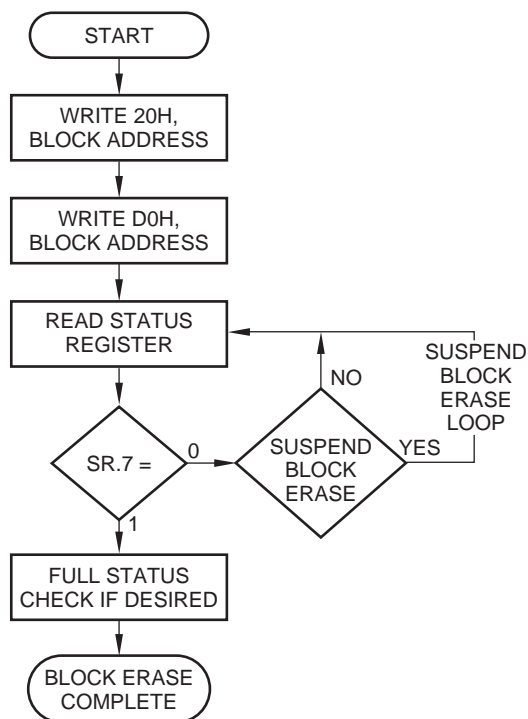 START
WRITE 20H,
BLOCK ADDRESS
WRITE D0H,
BLOCK ADDRESS
READ STATUS
REGISTER
SUSPEND
BLOCK
ERASE
LOOP
NO
SR.7 =
0
SUSPEND
BLOCK
ERASE
YES
1
FULL STATUS
CHECK IF DESIRED
BLOCK ERASE
COMPLETE